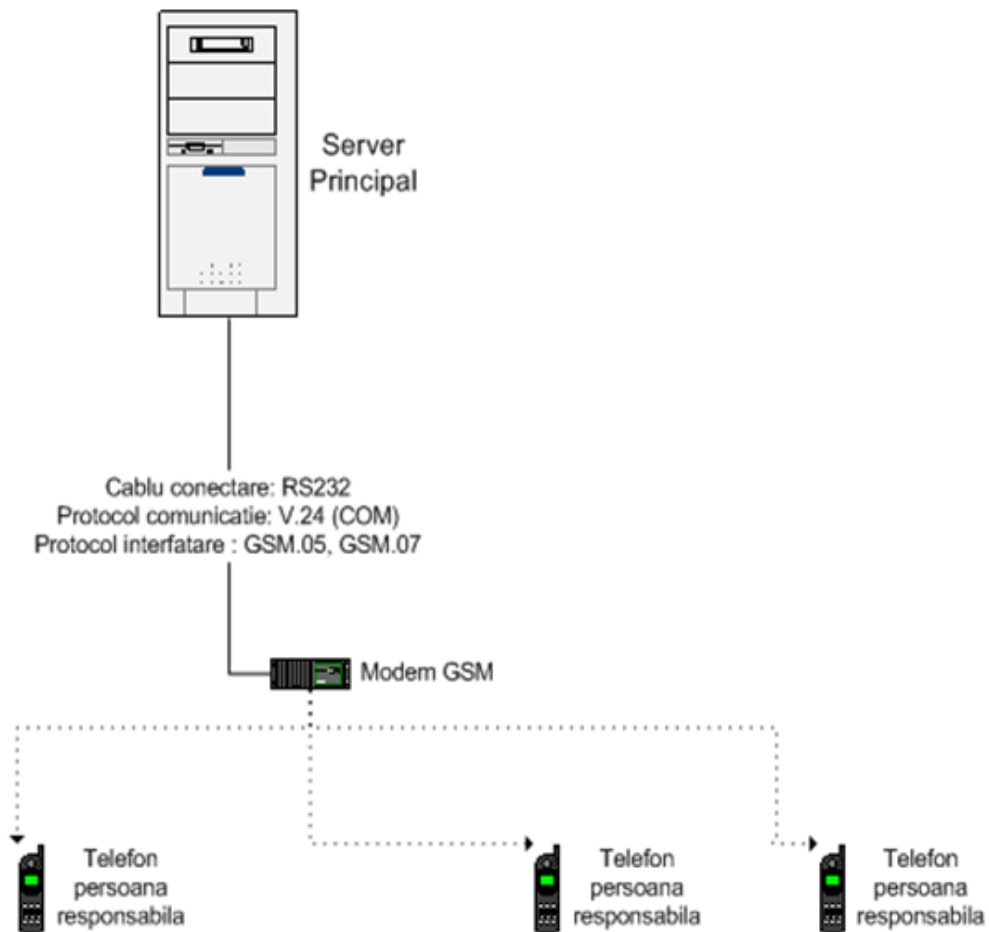 Server
Principal
Cablu conectare: RS232
Protocol comunicatie: V.24 (COM)
Protocol interfatare : GSM.05, GSM.07
Modem GSM
Telefon
persoana
responsabila
Telefon
persoana
responsabila
Telefon
persoana
responsabila